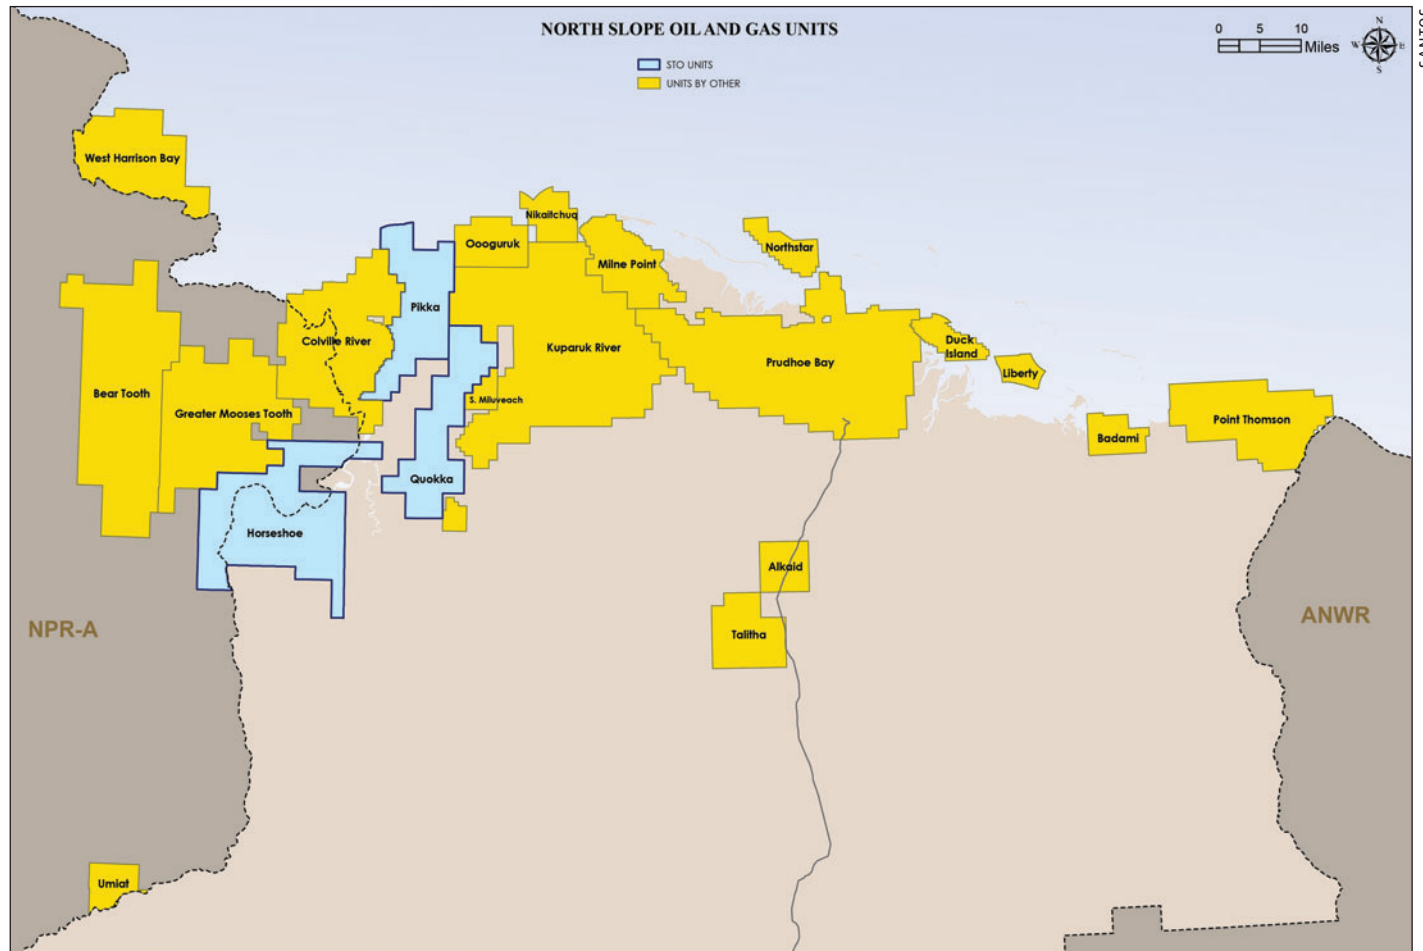 NORTH SLOPE OIL AND GAS UNITS
STO UNITS
UNITS BY OTHER
0 5 10
Miles
N
W E
S
SANTOS
West Harrison Bay
Nikaitchuq
Oooguruk
Northstar
Milne Point
Pikka
Colville River
Kuparuk River
Duck
Island
Prudhoe Bay
Liberty
Bear Tooth
S. Miluveach
Greater Mooses Tooth
Point Thomson
Badami
Quokka
Horseshoe
Alkaid
NPR-A
ANWR
Talitha
Umiat